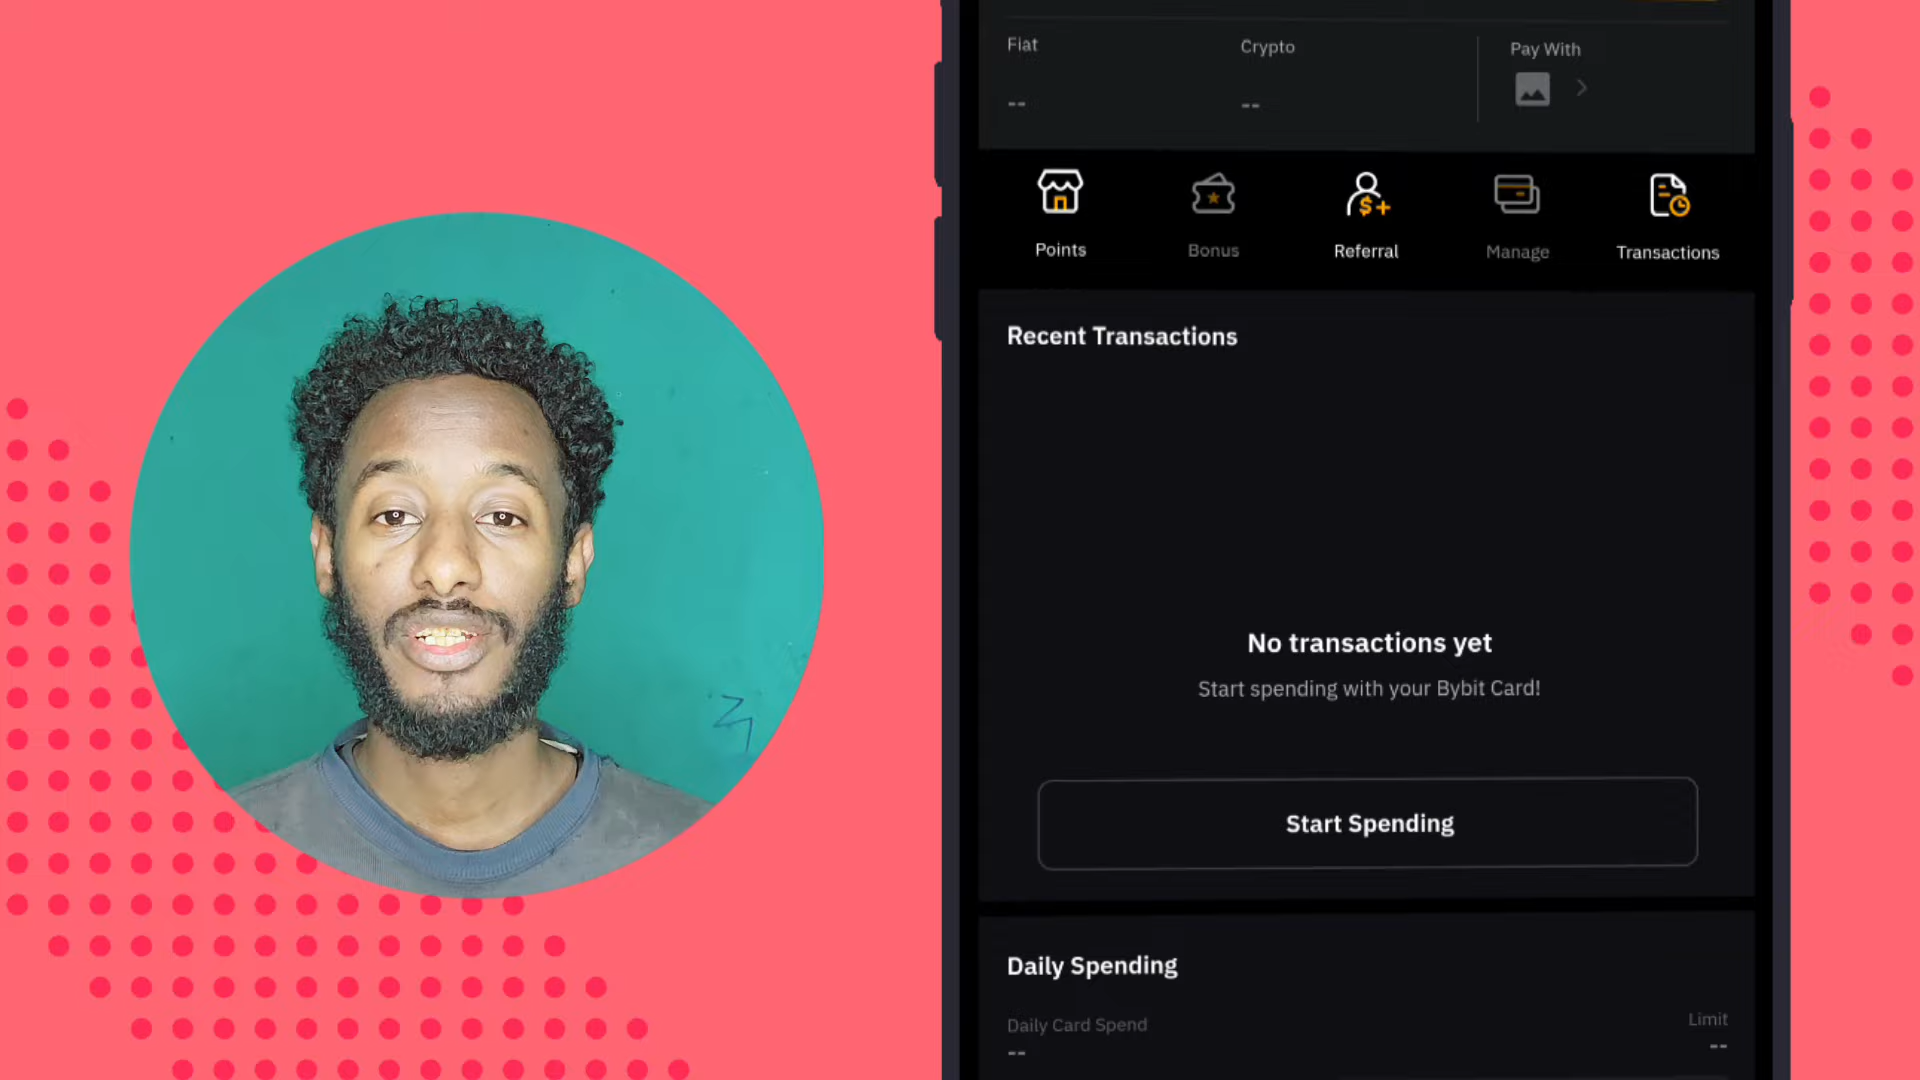 Fiat
Crypto
Pay With
--
--
Points
Bonus
Referral
Manage
Transactions
Recent Transactions
No transactions yet
Start spending with your Bybit Card!
Start Spending
Daily Spending
Daily Card Spend
Limit
--
--